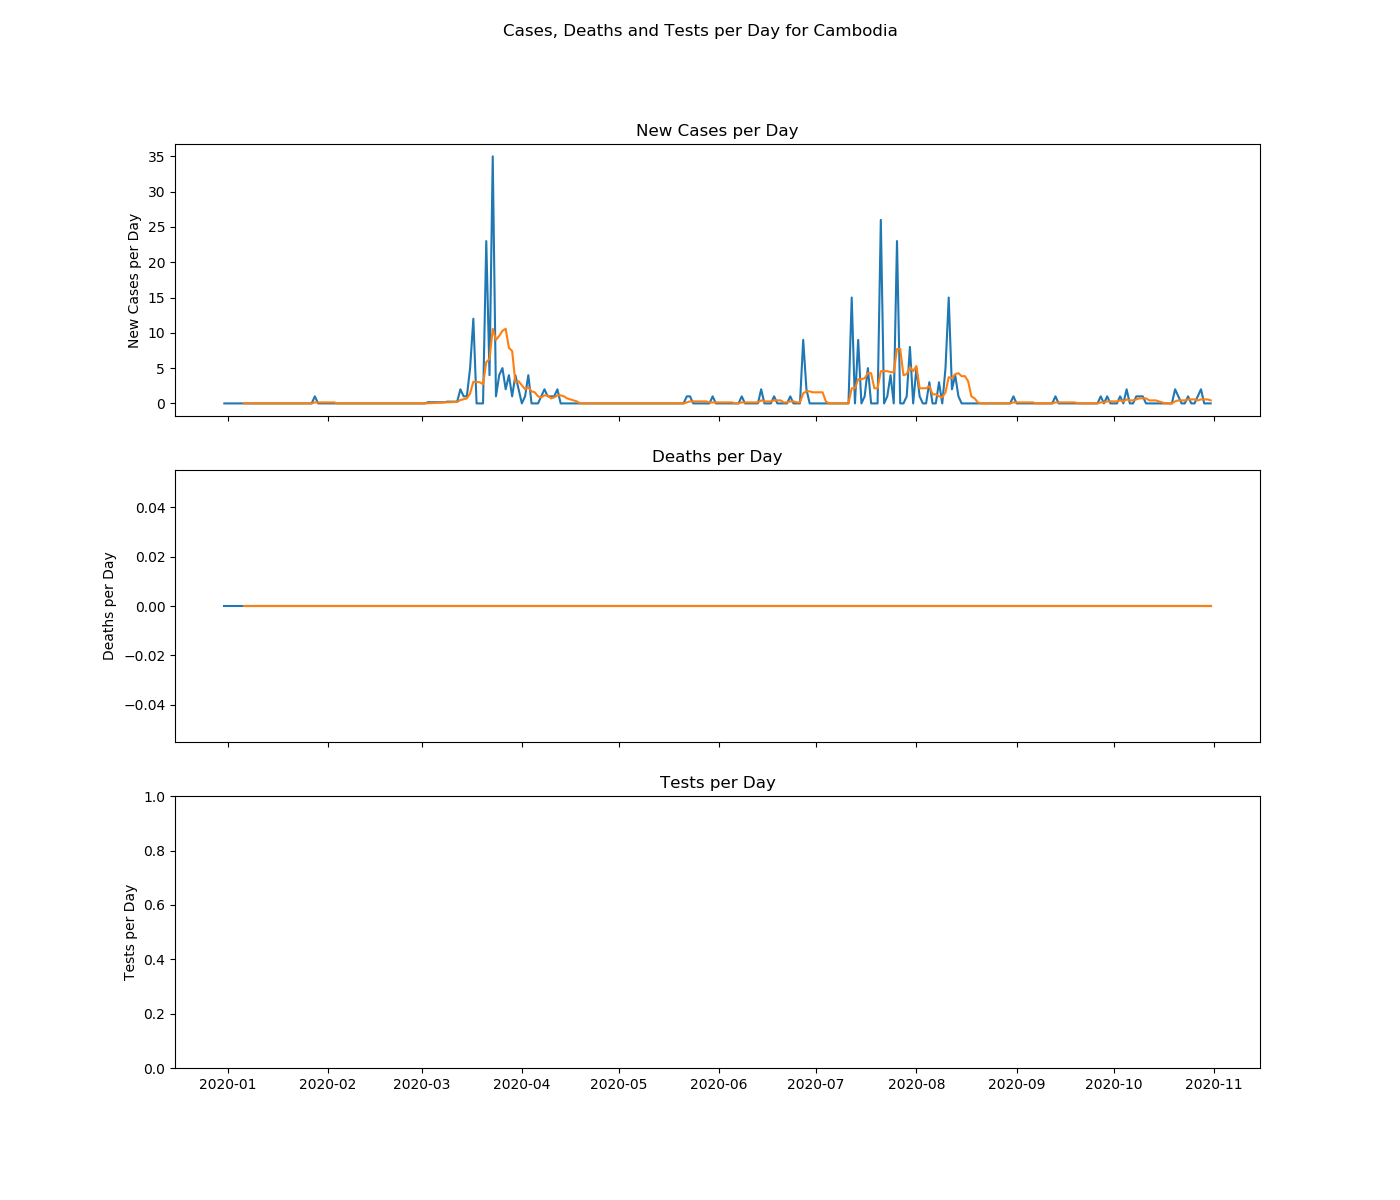 Cases, Deaths and Tests per Day for Cambodia
New Cases per Day
New Cases per Day
35
30
25
20
15
10
5
0
Deaths per Day
Deaths per Day
0.04
0.02
0.00
−0.02
−0.04
Tests per Day
Tests per Day
1.0
0.8
0.6
0.4
0.2
0.0
2020-01 2020-02 2020-03 2020-04 2020-05 2020-06 2020-07 2020-08 2020-09 2020-10 2020-11